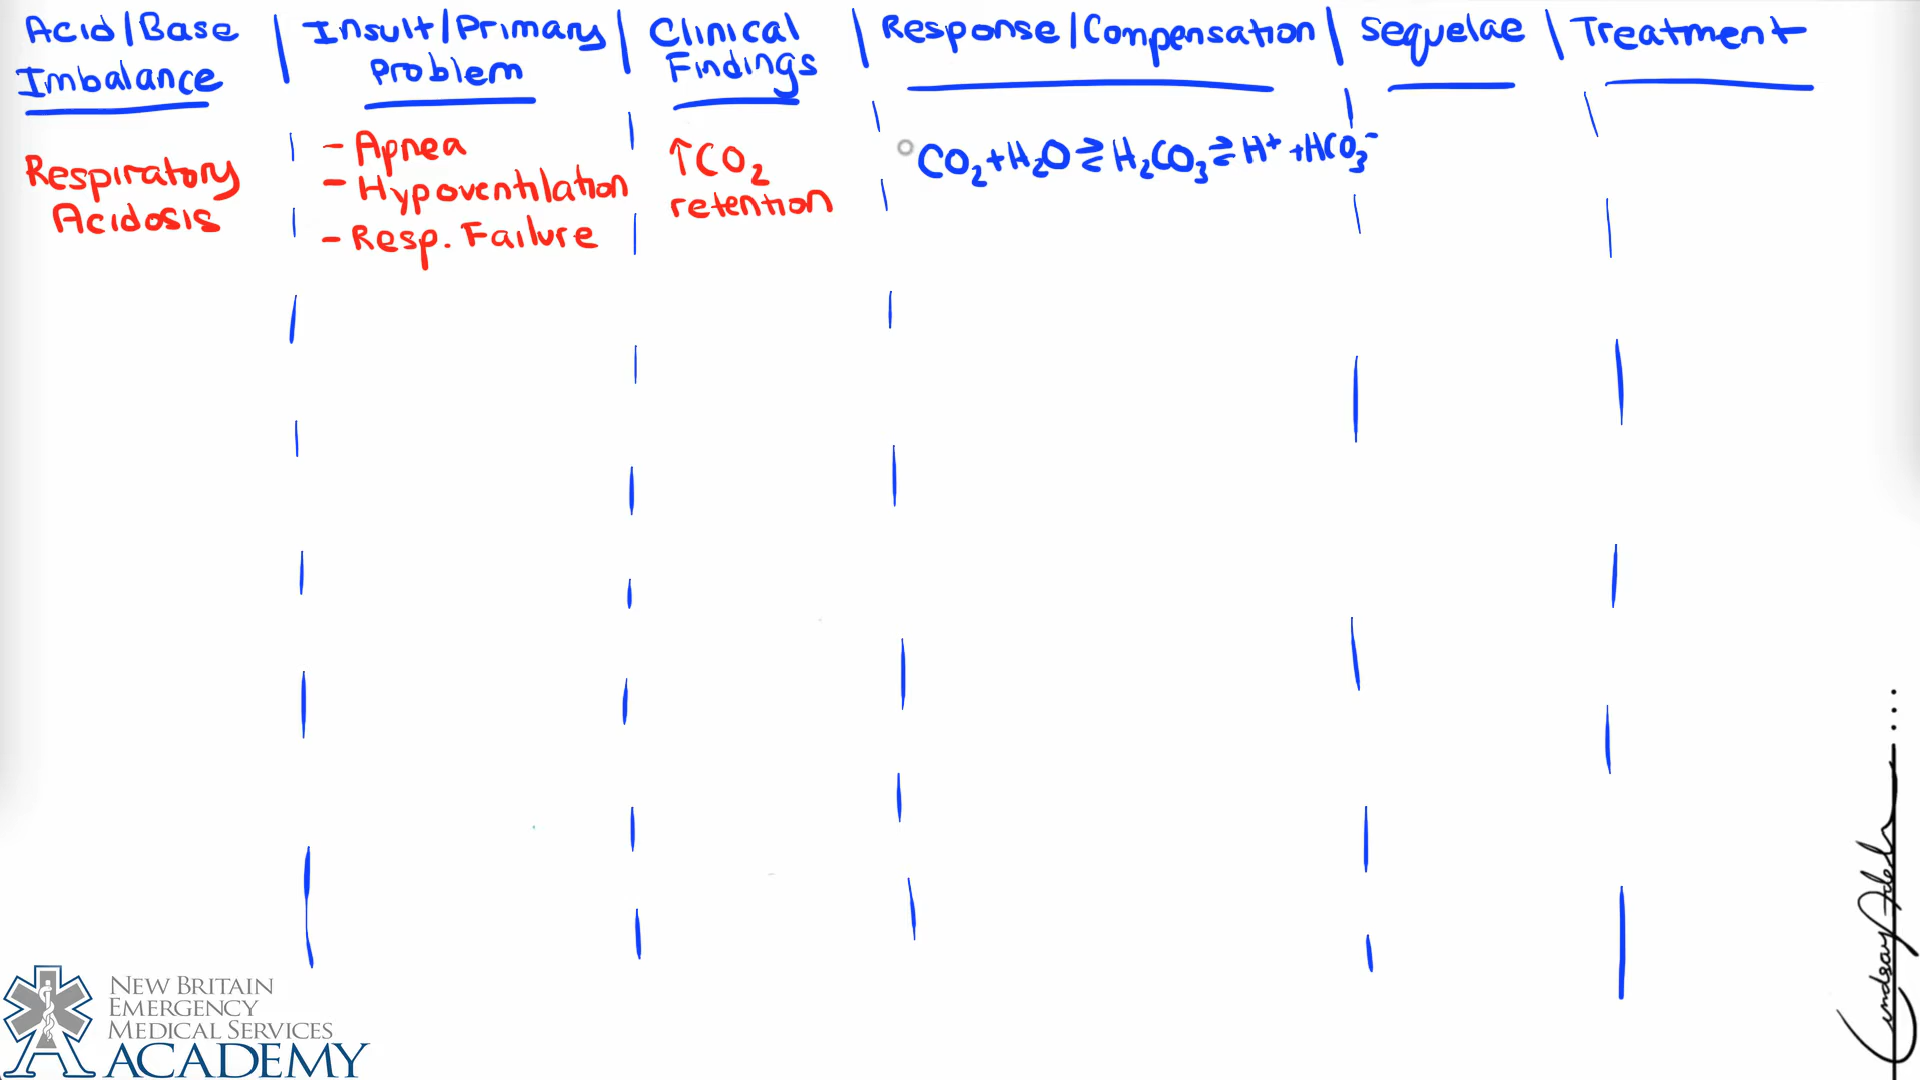 Acid/Base Imbalance | Insult/Primary Problem | Clinical Findings | Response/Compensation | Sequelae | Treatment
Respiratory Acidosis
- Apnea
- Hypoventilation
- Resp. Failure
↑CO₂ retention
CO₂+H₂O⇄H₂CO₃⇄H⁺+HCO₃⁻
NEW BRITAIN
EMERGENCY
MEDICAL SERVICES
ACADEMY